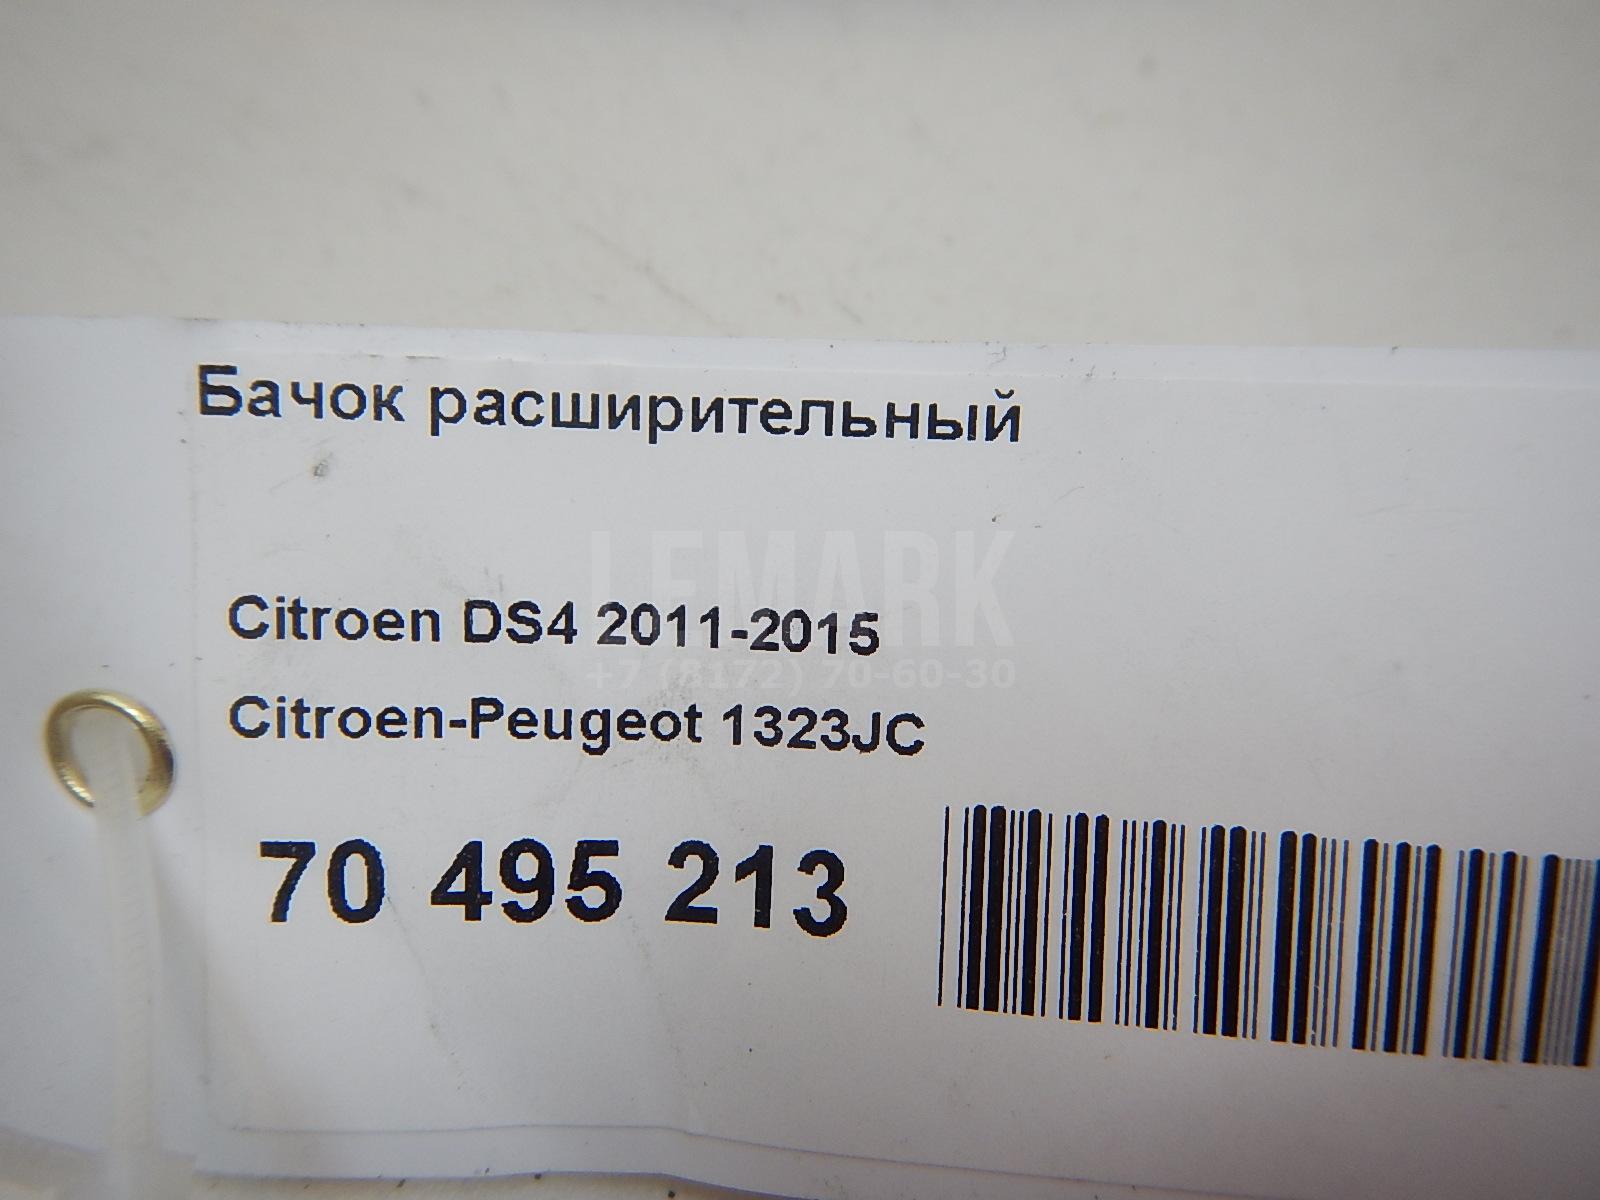 Бачок расширительный
LEMARK
Citroen DS4 2011-2015
+7 (8172) 70-60-30
Citroen-Peugeot 1323JC
70 495 213